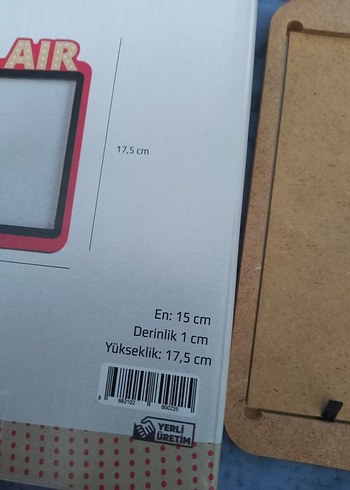 AIR
17,5 cm
En: 15 cm
Derinlik 1 cm
Yükseklik: 17,5 cm
YERLİ
ÜRETİM